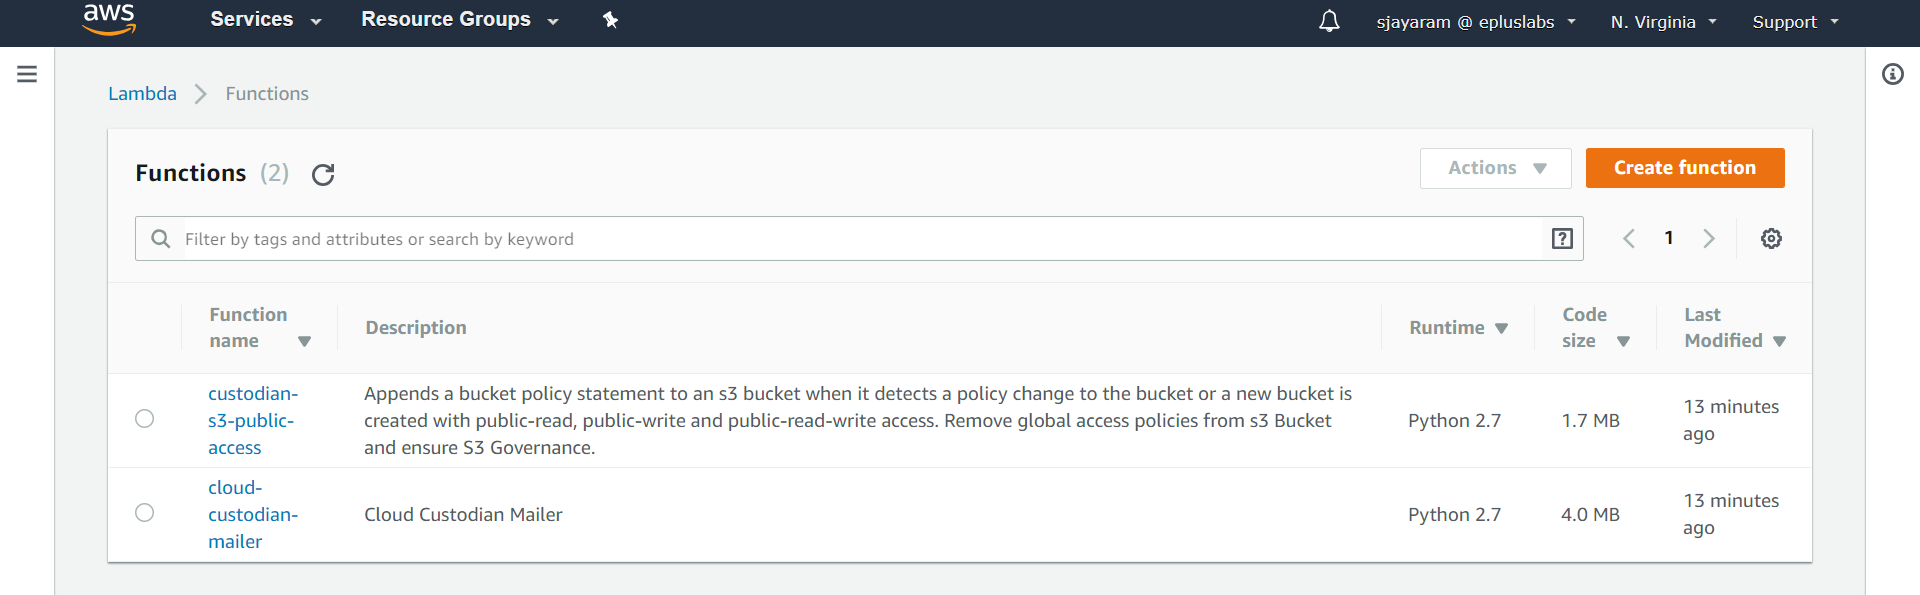 aws Services Resource Groups sjayaram @ epluslabs N. Virginia Support
Lambda Functions
Functions (2) Actions Create function
Filter by tags and attributes or search by keyword ? 1
Function name Description Runtime Code size Last Modified
custodian-
s3-public-
access
Appends a bucket policy statement to an s3 bucket when it detects a policy change to the bucket or a new bucket is
created with public-read, public-write and public-read-write access. Remove global access policies from s3 Bucket
and ensure S3 Governance.
Python 2.7
1.7 MB
13 minutes
ago
cloud-
custodian-
mailer
Cloud Custodian Mailer
Python 2.7
4.0 MB
13 minutes
ago